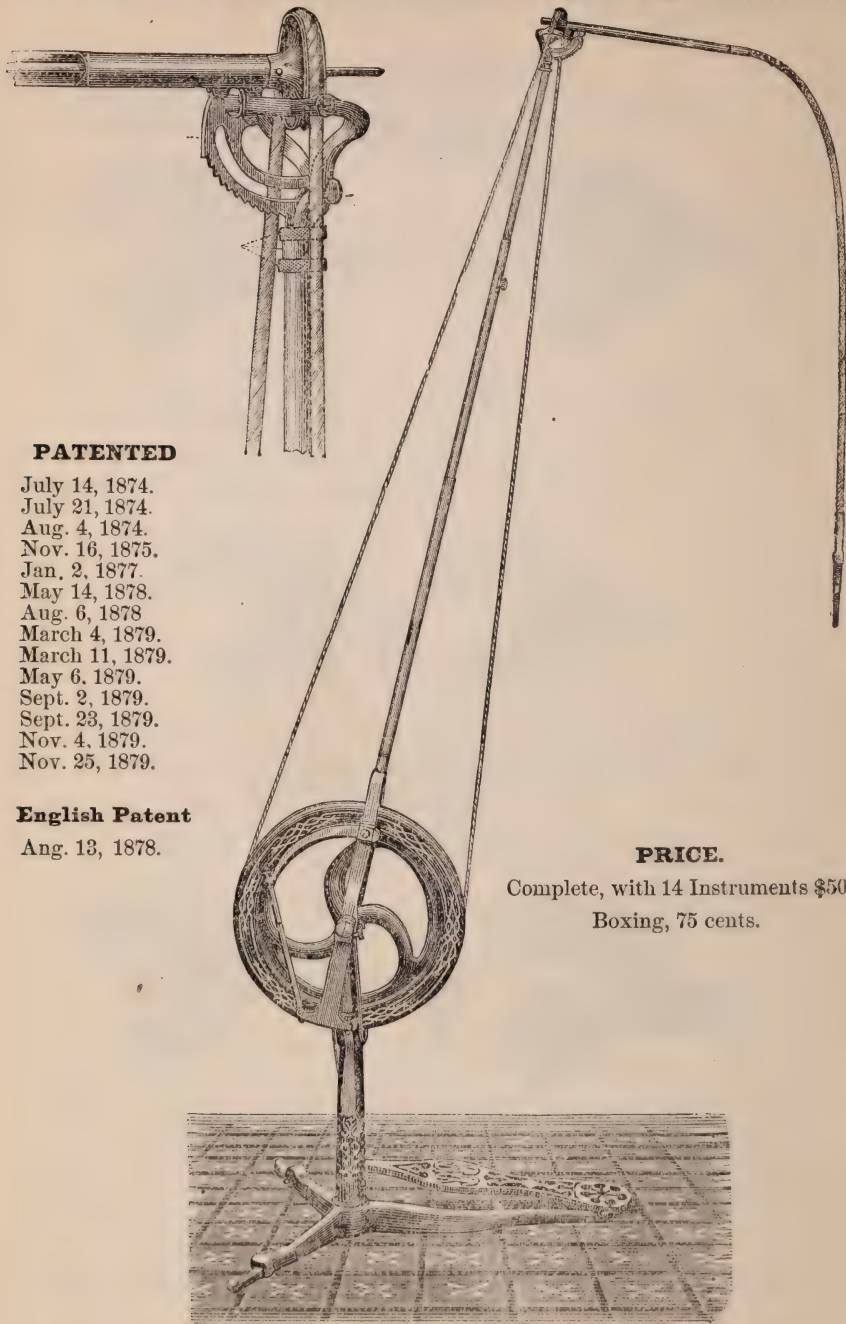 PATENTED
July 14, 1874.
July 21, 1874.
Aug. 4, 1874.
Nov. 16, 1875.
Jan. 2, 1877.
May 14, 1878.
Aug. 6, 1878
March 4, 1879.
March 11, 1879.
May 6. 1879.
Sept. 2, 1879.
Sept. 23, 1879.
Nov. 4, 1879.
Nov. 25, 1879.
English Patent
Ang. 13, 1878.
PRICE.
Complete, with 14 Instruments $50
Boxing, 75 cents.